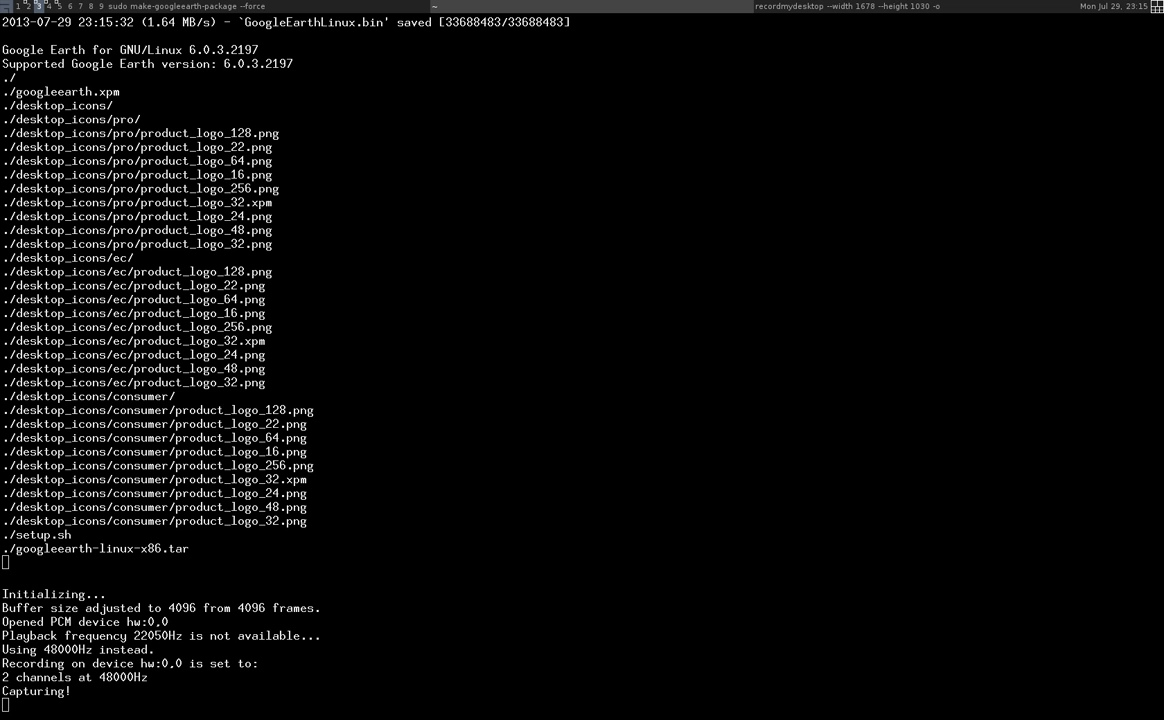 1 2 3 4 5 6 7 8 9 sudo make-googleearth-package --force ~ recordmydesktop --width 1678 --height 1030 -o Mon Jul 29, 23:15
2013-07-29 23:15:32 (1.64 MB/s) - `GoogleEarthLinux.bin' saved [33688483/33688483]
Google Earth for GNU/Linux 6.0.3.2197
Supported Google Earth version: 6.0.3.2197
./
./googleearth.xpm
./desktop_icons/
./desktop_icons/pro/
./desktop_icons/pro/product_logo_128.png
./desktop_icons/pro/product_logo_22.png
./desktop_icons/pro/product_logo_64.png
./desktop_icons/pro/product_logo_16.png
./desktop_icons/pro/product_logo_256.png
./desktop_icons/pro/product_logo_32.xpm
./desktop_icons/pro/product_logo_24.png
./desktop_icons/pro/product_logo_48.png
./desktop_icons/pro/product_logo_32.png
./desktop_icons/ec/
./desktop_icons/ec/product_logo_128.png
./desktop_icons/ec/product_logo_22.png
./desktop_icons/ec/product_logo_64.png
./desktop_icons/ec/product_logo_16.png
./desktop_icons/ec/product_logo_256.png
./desktop_icons/ec/product_logo_32.xpm
./desktop_icons/ec/product_logo_24.png
./desktop_icons/ec/product_logo_48.png
./desktop_icons/ec/product_logo_32.png
./desktop_icons/consumer/
./desktop_icons/consumer/product_logo_128.png
./desktop_icons/consumer/product_logo_22.png
./desktop_icons/consumer/product_logo_64.png
./desktop_icons/consumer/product_logo_16.png
./desktop_icons/consumer/product_logo_256.png
./desktop_icons/consumer/product_logo_32.xpm
./desktop_icons/consumer/product_logo_24.png
./desktop_icons/consumer/product_logo_48.png
./desktop_icons/consumer/product_logo_32.png
./setup.sh
./googleearth-linux-x86.tar
Initializing...
Buffer size adjusted to 4096 from 4096 frames.
Opened PCM device hw:0,0
Playback frequency 22050Hz is not available...
Using 48000Hz instead.
Recording on device hw:0,0 is set to:
2 channels at 48000Hz
Capturing!